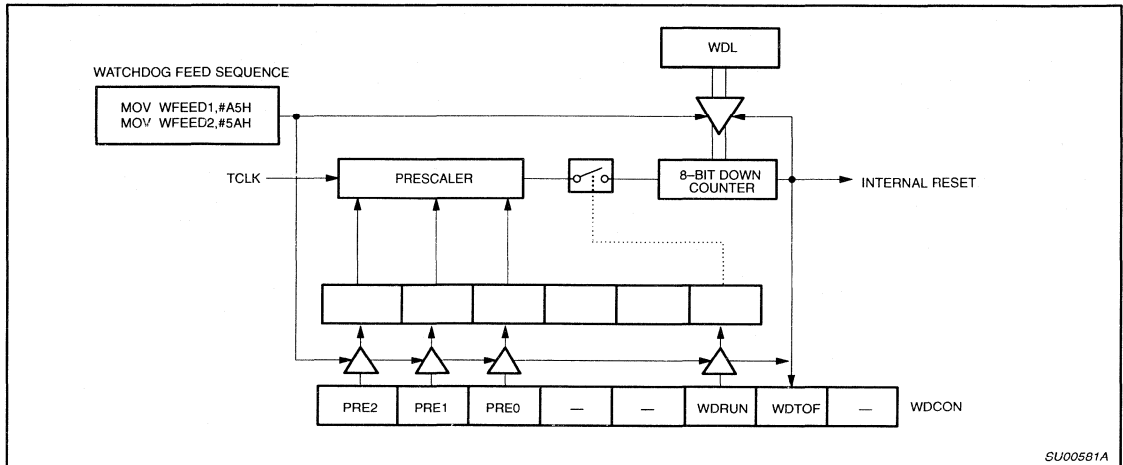 WDL
WATCHDOG FEED SEQUENCE
MOV WFEED1,#A5H
MOV WFEED2,#5AH
TCLK
PRESCALER
8–BIT DOWN
COUNTER
INTERNAL RESET
PRE2 PRE1 PRE0 — — WDRUN WDTOF — WDCON
SU00581A